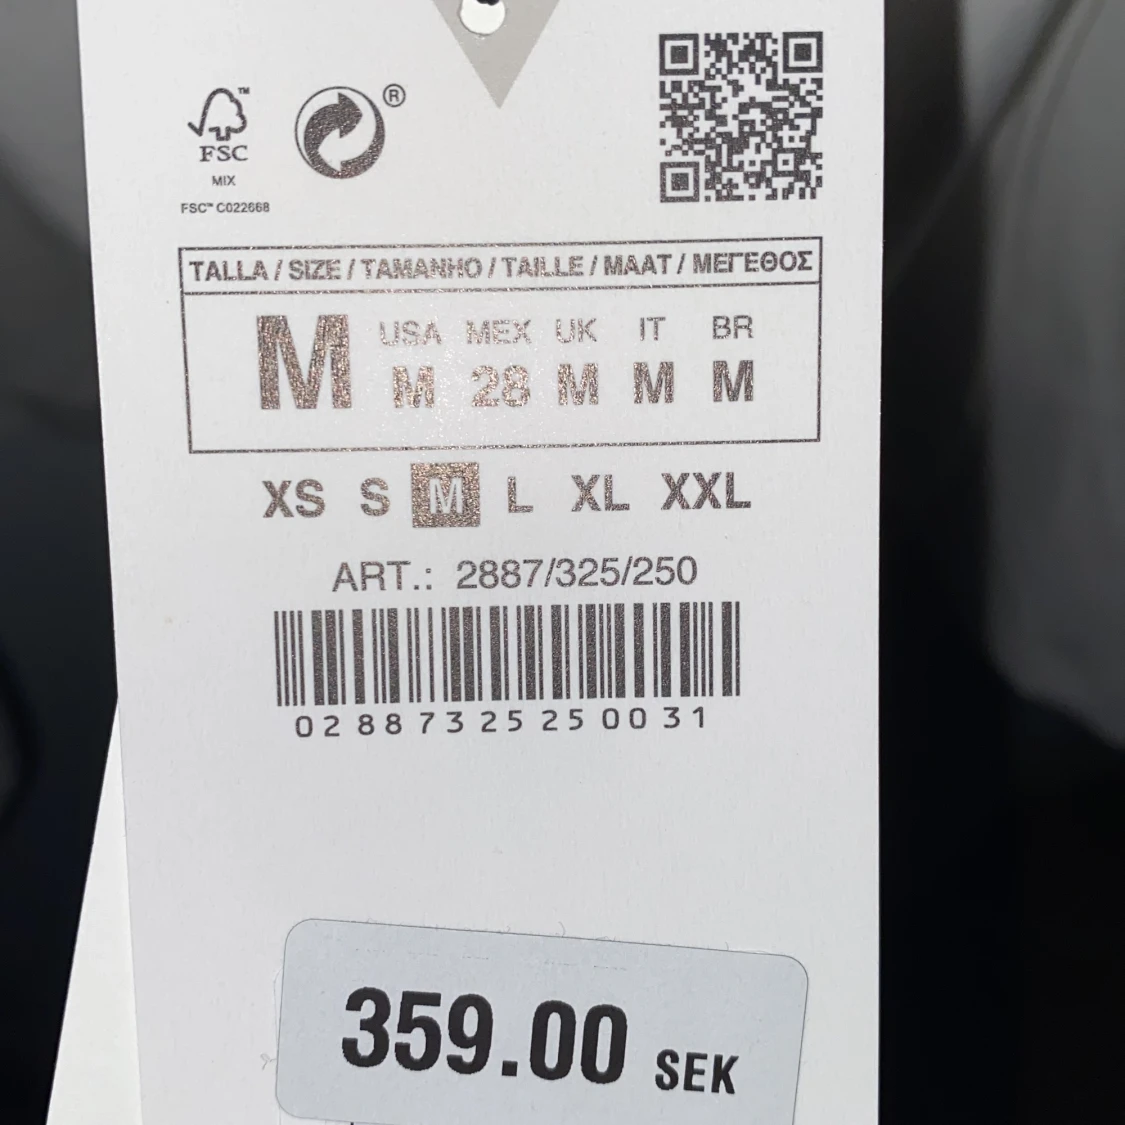 FSC™
®
MIX
FSC™ C022668
TALLA / SIZE / TAMANHO / TAILLE / MAAT / ΜΕΓΕΘΟΣ
M USA MEX UK IT BR
M 28 M M M
XS S M L XL XXL
ART.: 2887/325/250
02887325250031
359.00 SEK